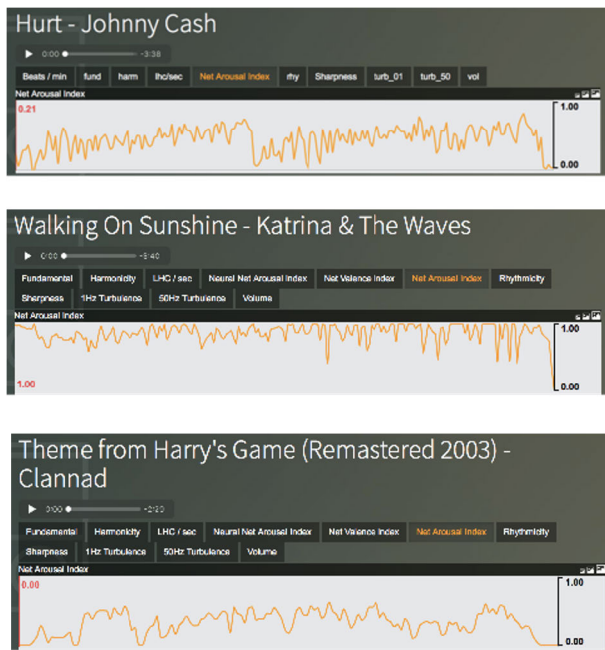 Hurt - Johnny Cash
0:00 -3:38
Beats / min fund harm lhc/sec Net Arousal Index rhy Sharpness turb_01 turb_50 vol
Net Arousal Index
0.21 1.00
0.00
Walking On Sunshine - Katrina & The Waves
0:00 -3:40
Fundamental Harmonicity LHC / sec Neural Net Arousal Index Net Valence Index Net Arousal Index Rhythmicity
Sharpness 1Hz Turbulence 50Hz Turbulence Volume
Net Arousal Index
1.00
1.00 0.00
Theme from Harry's Game (Remastered 2003) -
Clannad
0:00 -2:20
Fundamental Harmonicity LHC / sec Neural Net Arousal Index Net Valence Index Net Arousal Index Rhythmicity
Sharpness 1Hz Turbulence 50Hz Turbulence Volume
Net Arousal Index
0.00 1.00
0.00